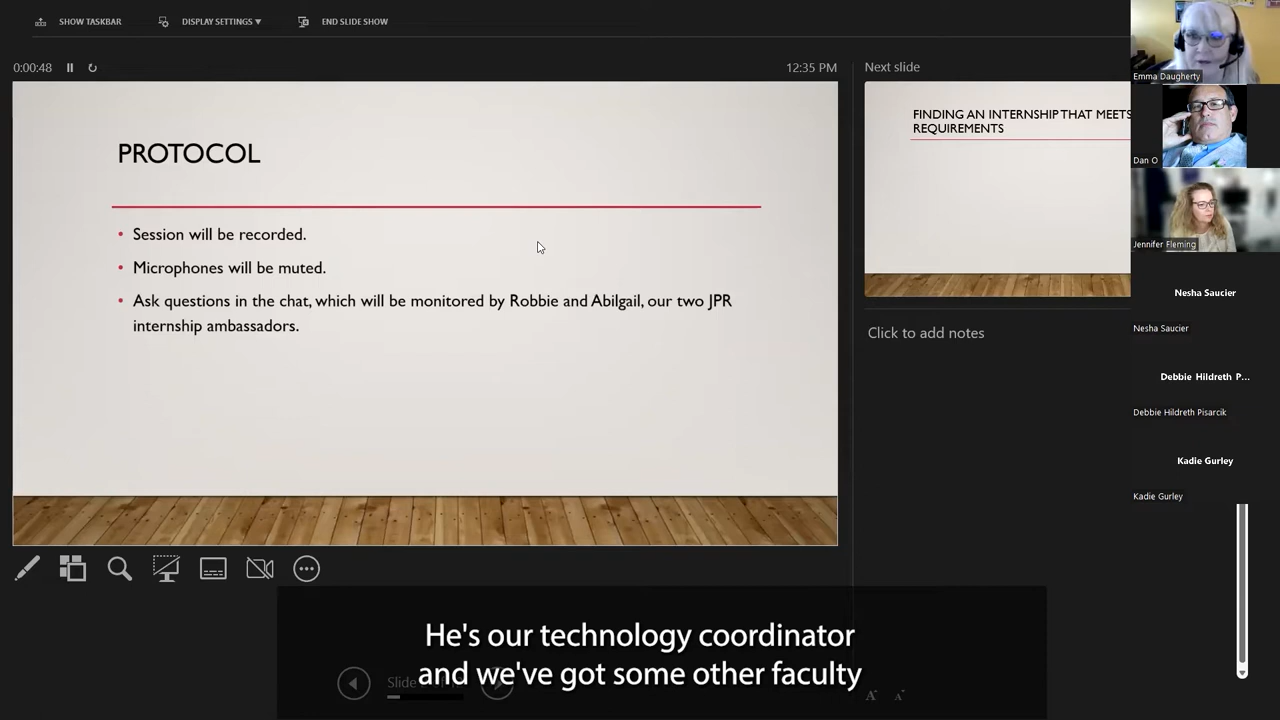 SHOW TASKBAR
DISPLAY SETTINGS ▼
END SLIDE SHOW
0:00:48
12:35 PM
PROTOCOL
• Session will be recorded.
• Microphones will be muted.
• Ask questions in the chat, which will be monitored by Robbie and Abilgail, our two JPR
internship ambassadors.
Next slide
FINDING AN INTERNSHIP THAT MEETS
REQUIREMENTS
Click to add notes
Emma Daugherty
Dan O
Jennifer Fleming
Nesha Saucier
Nesha Saucier
Debbie Hildreth P...
Debbie Hildreth Pisarcik
Kadie Gurley
Kadie Gurley
He's our technology coordinator
and we've got some other faculty
Slide